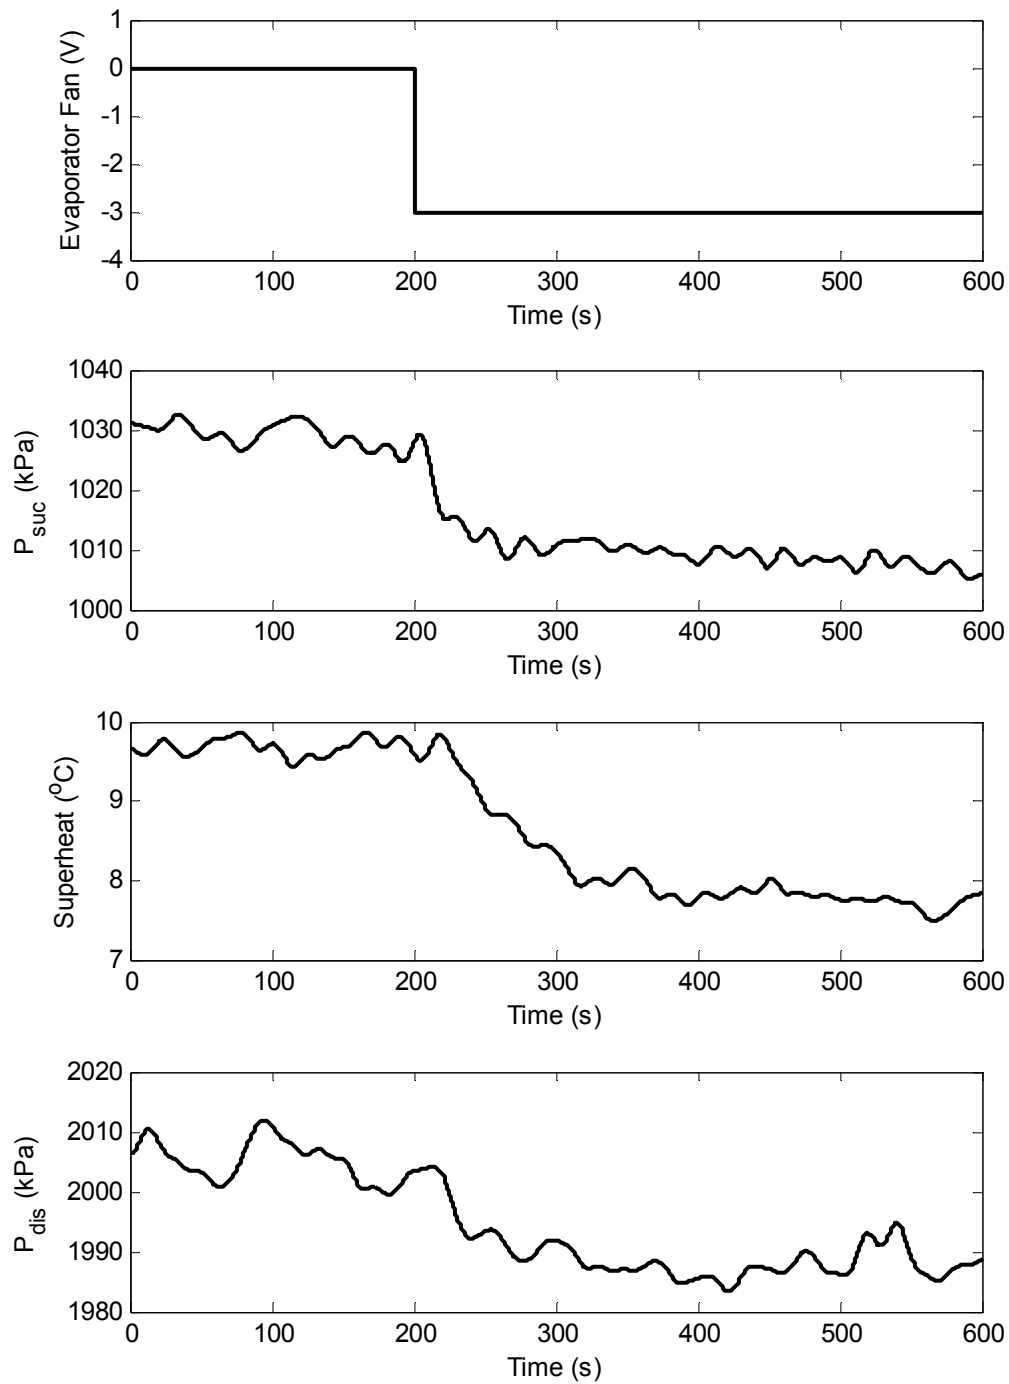 Evaporator Fan (V)
1
0
-1
-2
-3
-4
0 100 200 300 400 500 600
Time (s)
P_suc (kPa)
1040
1030
1020
1010
1000
0 100 200 300 400 500 600
Time (s)
Superheat (°C)
10
9
8
7
0 100 200 300 400 500 600
Time (s)
P_dis (kPa)
2020
2010
2000
1990
1980
0 100 200 300 400 500 600
Time (s)